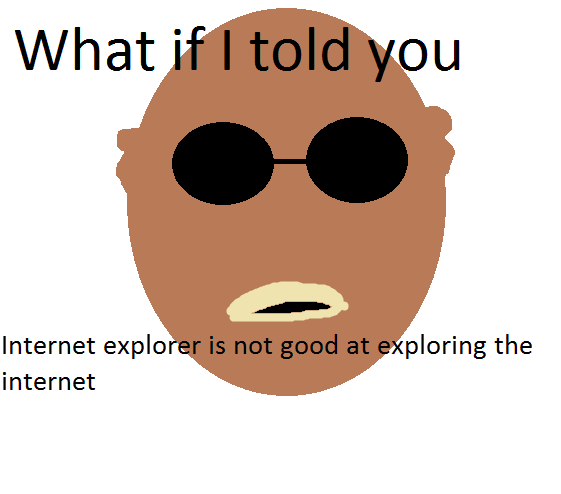 What if I told you
Internet explorer is not good at exploring the
internet